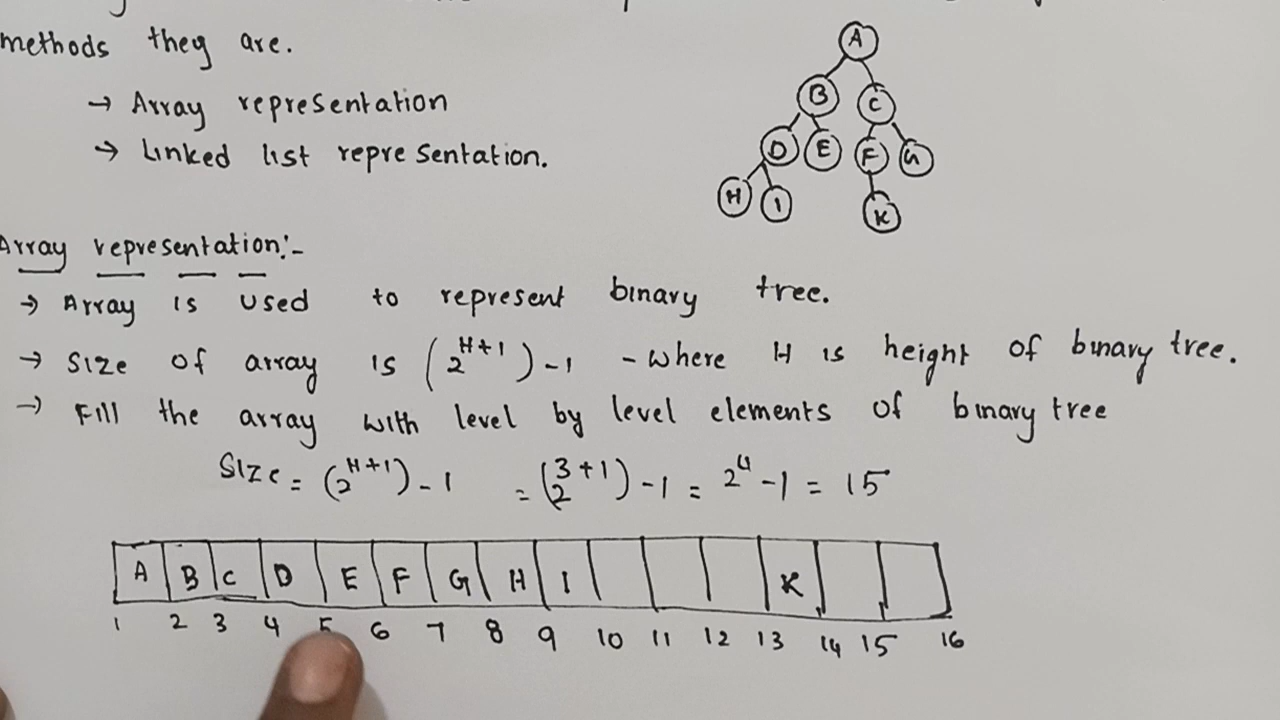 methods they are.
→ Array representation
→ Linked list representation.
A
B C
D E F G
H I K
Array representation:-
→ Array is used to represent binary tree.
→ Size of array is (2^H+1) -1 - where H is height of binary tree.
→ Fill the array with level by level elements of binary tree
Size = (2^H+1) - 1 = (2^3+1) - 1 = 2^4 - 1 = 15
A B C D E F G H I K
1 2 3 4 5 6 7 8 9 10 11 12 13 14 15 16